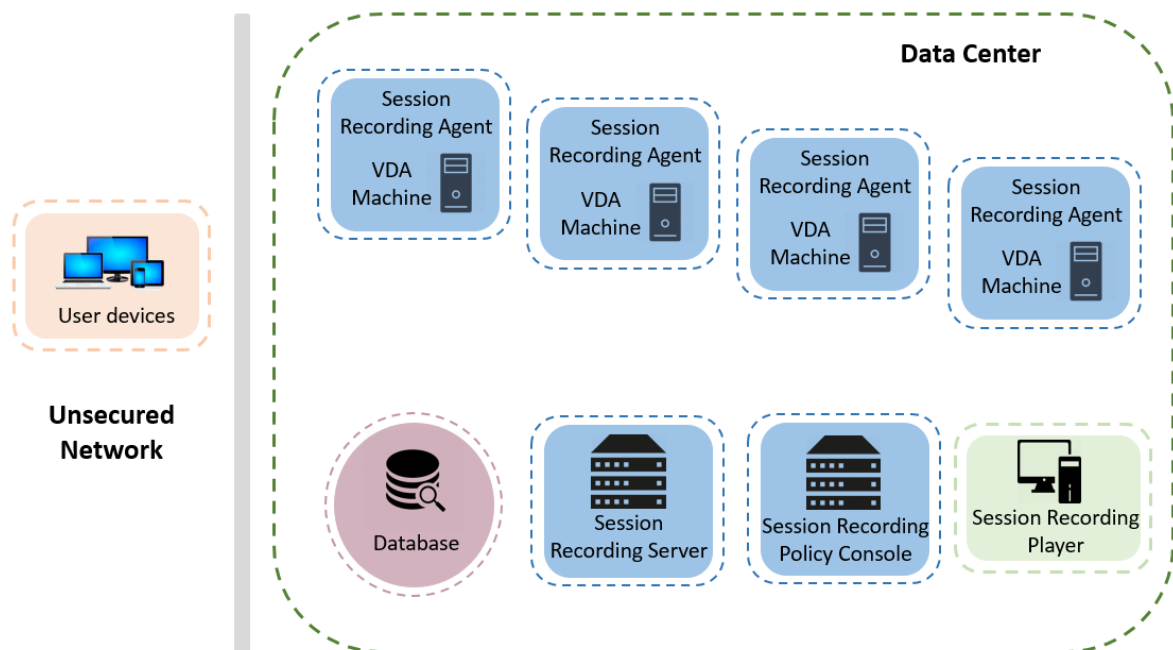 Data Center
Session
Recording Agent
VDA
Machine
Session
Recording Agent
VDA
Machine
Session
Recording Agent
VDA
Machine
Session
Recording Agent
VDA
Machine
User devices
Unsecured
Network
Database
Session
Recording Server
Session Recording
Policy Console
Session Recording
Player